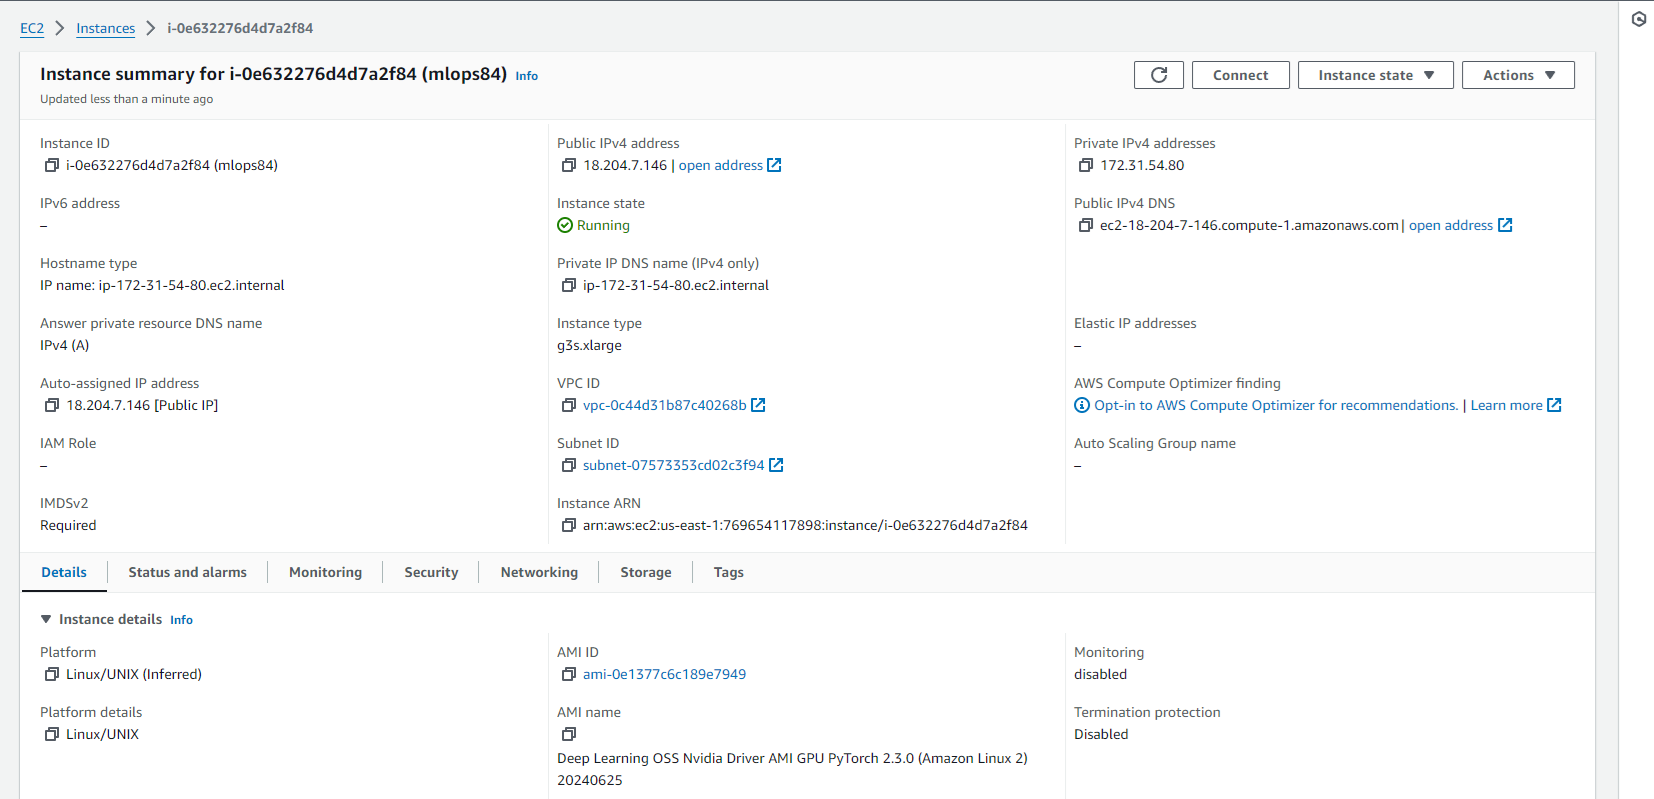 EC2 > Instances > i-0e632276d4d7a2f84
Instance summary for i-0e632276d4d7a2f84 (mlops84) Info
Updated less than a minute ago
Connect
Instance state
Actions
Instance ID
i-0e632276d4d7a2f84 (mlops84)
Public IPv4 address
18.204.7.146 | open address
Private IPv4 addresses
172.31.54.80
IPv6 address
–
Instance state
Running
Public IPv4 DNS
ec2-18-204-7-146.compute-1.amazonaws.com | open address
Hostname type
IP name: ip-172-31-54-80.ec2.internal
Private IP DNS name (IPv4 only)
ip-172-31-54-80.ec2.internal
Answer private resource DNS name
IPv4 (A)
Instance type
g3s.xlarge
Elastic IP addresses
–
Auto-assigned IP address
18.204.7.146 [Public IP]
VPC ID
vpc-0c44d31b87c40268b
AWS Compute Optimizer finding
Opt-in to AWS Compute Optimizer for recommendations. | Learn more
IAM Role
–
Subnet ID
subnet-07573353cd02c3f94
Auto Scaling Group name
–
IMDSv2
Required
Instance ARN
arn:aws:ec2:us-east-1:769654117898:instance/i-0e632276d4d7a2f84
Details
Status and alarms
Monitoring
Security
Networking
Storage
Tags
Instance details Info
Platform
Linux/UNIX (Inferred)
AMI ID
ami-0e1377c6c189e7949
Monitoring
disabled
Platform details
Linux/UNIX
AMI name
Deep Learning OSS Nvidia Driver AMI GPU PyTorch 2.3.0 (Amazon Linux 2)
20240625
Termination protection
Disabled